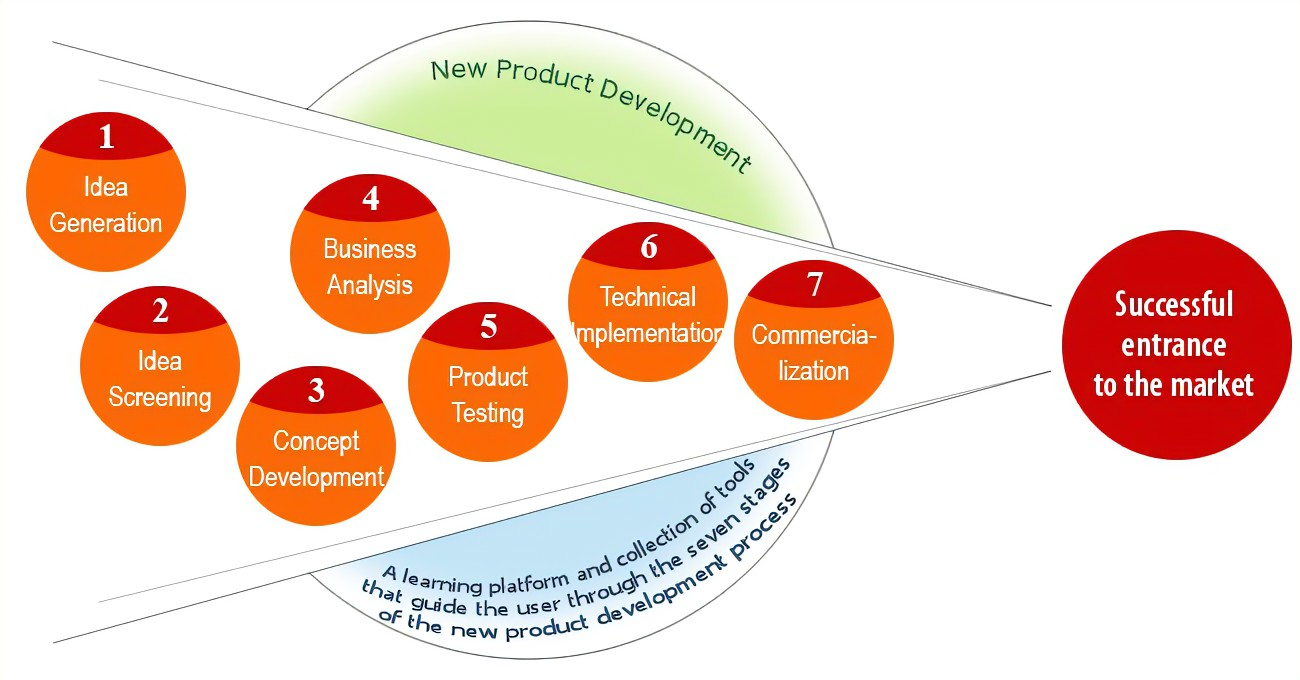 New Product Development
1
Idea
Generation
2
Idea
Screening
3
Concept
Development
4
Business
Analysis
5
Product
Testing
6
Technical
Implementation
7
Commercia-
lization
Successful
entrance
to the market
A learning platform and collection of tools
that guide the user through the seven stages
of the new product development process